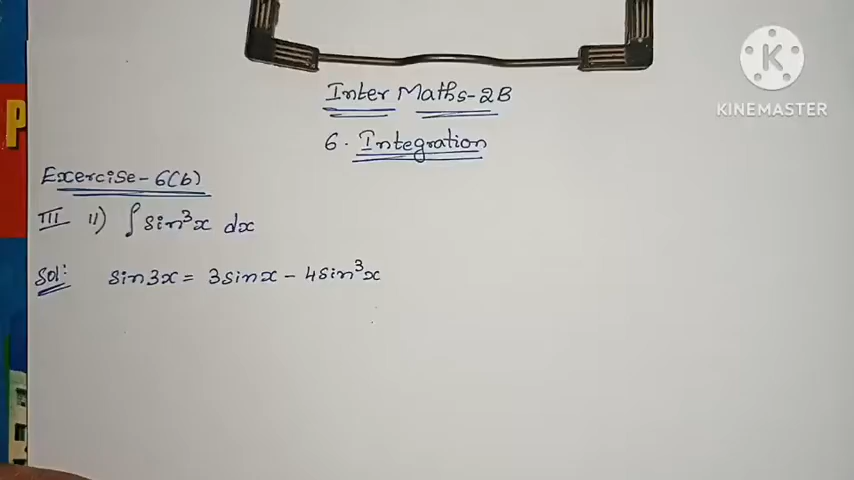 KINEMASTER
Inter Maths-2B
6. Integration
Exercise-6(b)
III 11) ∫sin³x dx
Sol: sin3x = 3sinx - 4sin³x
P